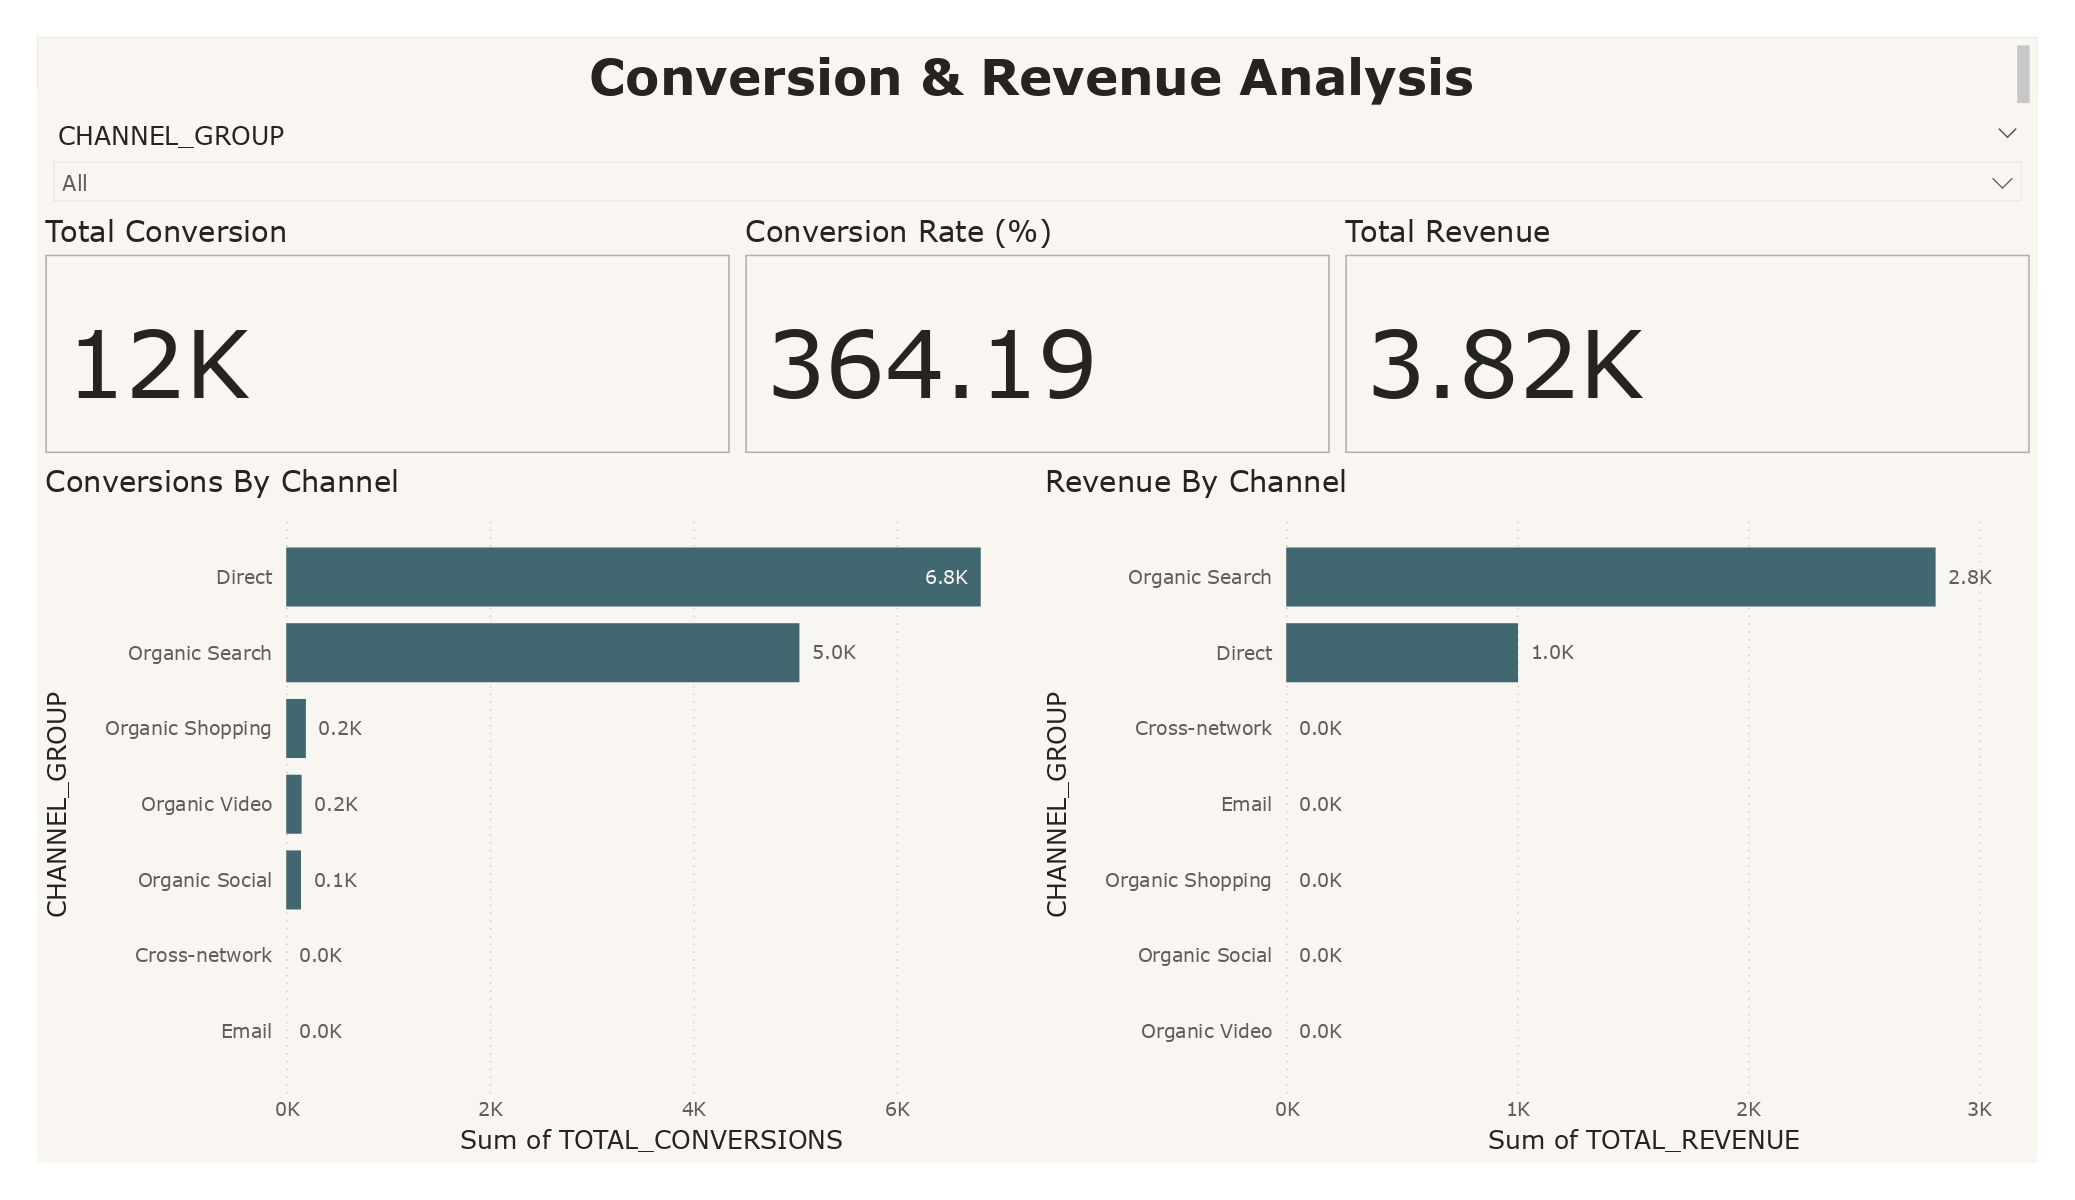 Conversion & Revenue Analysis
CHANNEL_GROUP
All
Total Conversion
12K
Conversion Rate (%)
364.19
Total Revenue
3.82K
Conversions By Channel
CHANNEL_GROUP
Direct 6.8K
Organic Search 5.0K
Organic Shopping 0.2K
Organic Video 0.2K
Organic Social 0.1K
Cross-network 0.0K
Email 0.0K
0K 2K 4K 6K
Sum of TOTAL_CONVERSIONS
Revenue By Channel
CHANNEL_GROUP
Organic Search 2.8K
Direct 1.0K
Cross-network 0.0K
Email 0.0K
Organic Shopping 0.0K
Organic Social 0.0K
Organic Video 0.0K
0K 1K 2K 3K
Sum of TOTAL_REVENUE